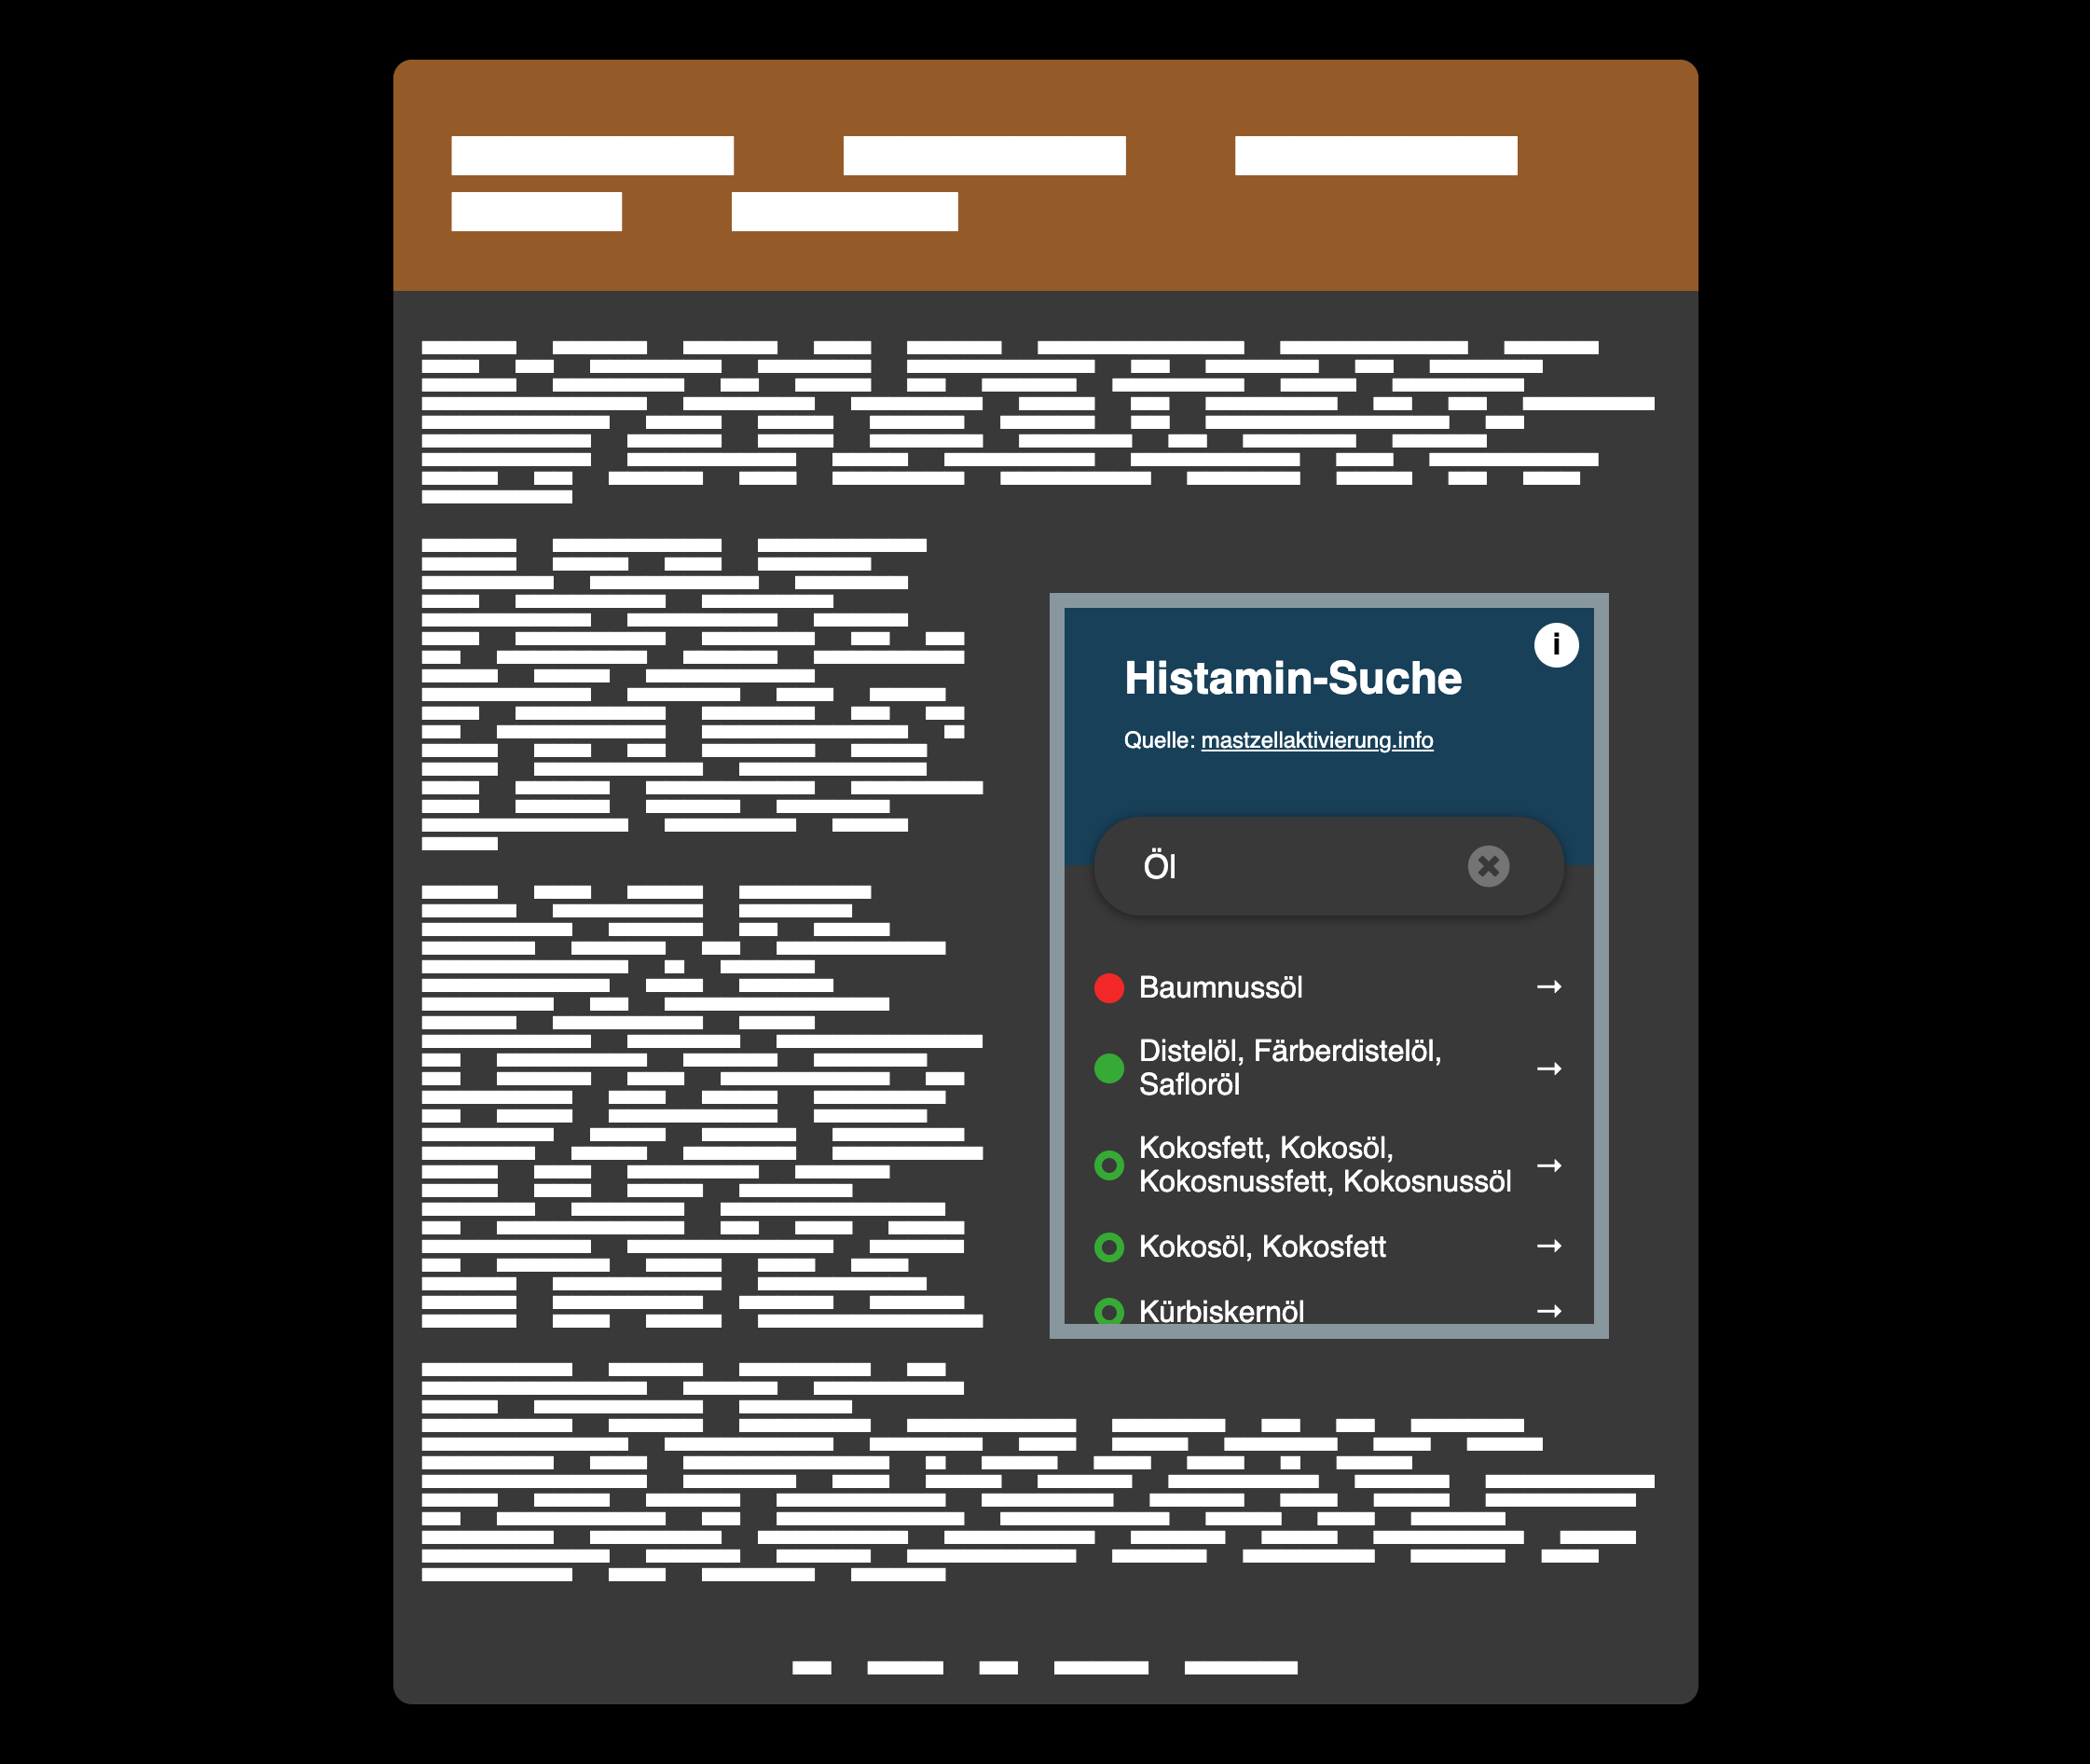 i
Histamin-Suche
Quelle: mastzellaktivierung.info
Öl
Baumnussöl →
Distelöl, Färberdistelöl,
Safloröl →
Kokosfett, Kokosöl,
Kokosnussfett, Kokosnussöl →
Kokosöl, Kokosfett →
Kürbiskernöl →